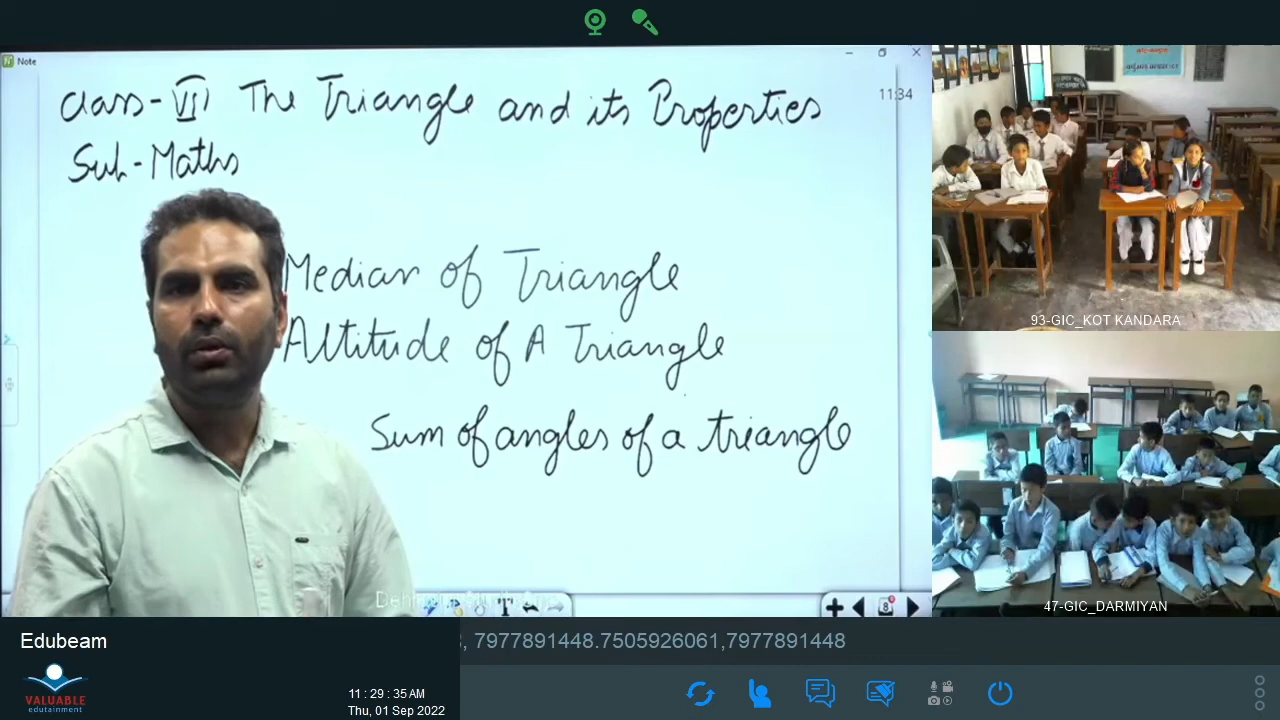 Note
11:34
Class-VII The Triangle and its Properties
Sub-Maths
Median of Triangle
Altitude of A Triangle
Sum of angles of a triangle
93-GIC_KOT KANDARA
47-GIC_DARMIYAN
8
Edubeam
, 7977891448.7505926061,7977891448
VALUABLE
edutainment
11 : 29 : 35 AM
Thu, 01 Sep 2022